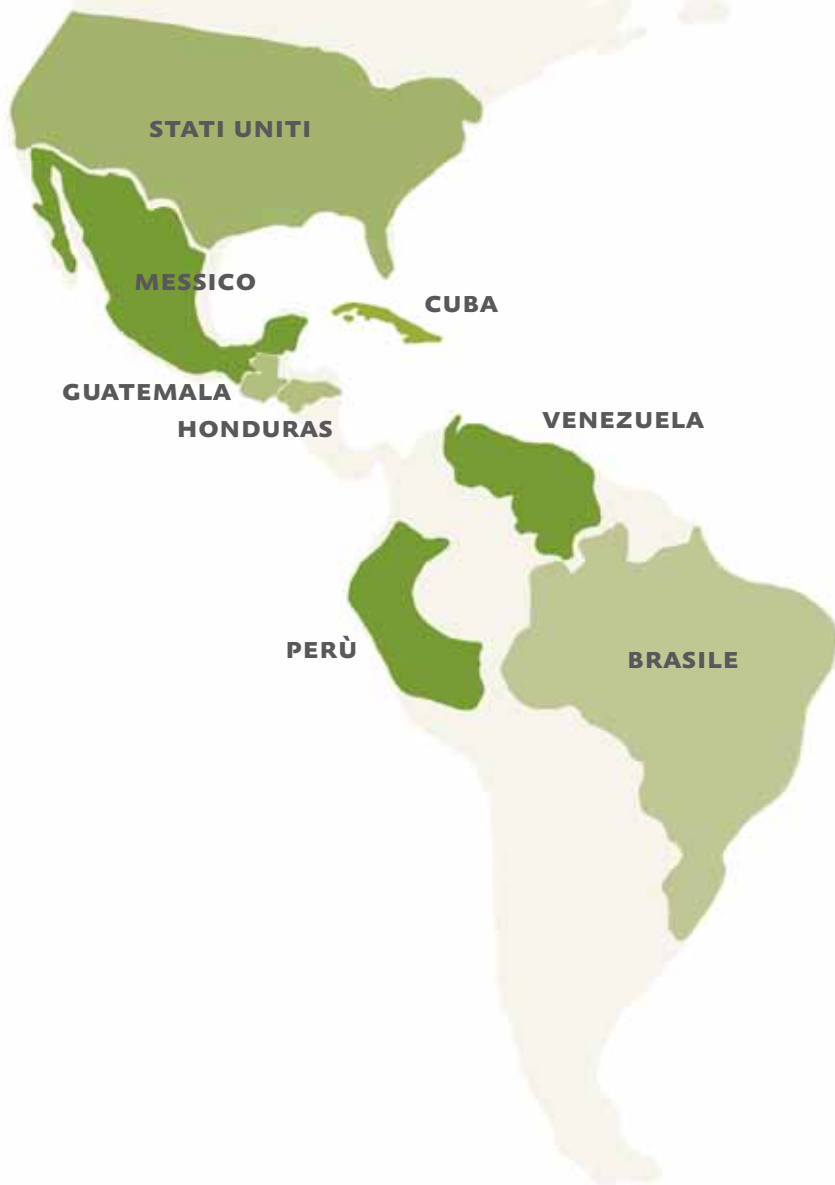 STATI UNITI
MESSICO
CUBA
GUATEMALA
HONDURAS
VENEZUELA
PERÙ
BRASILE